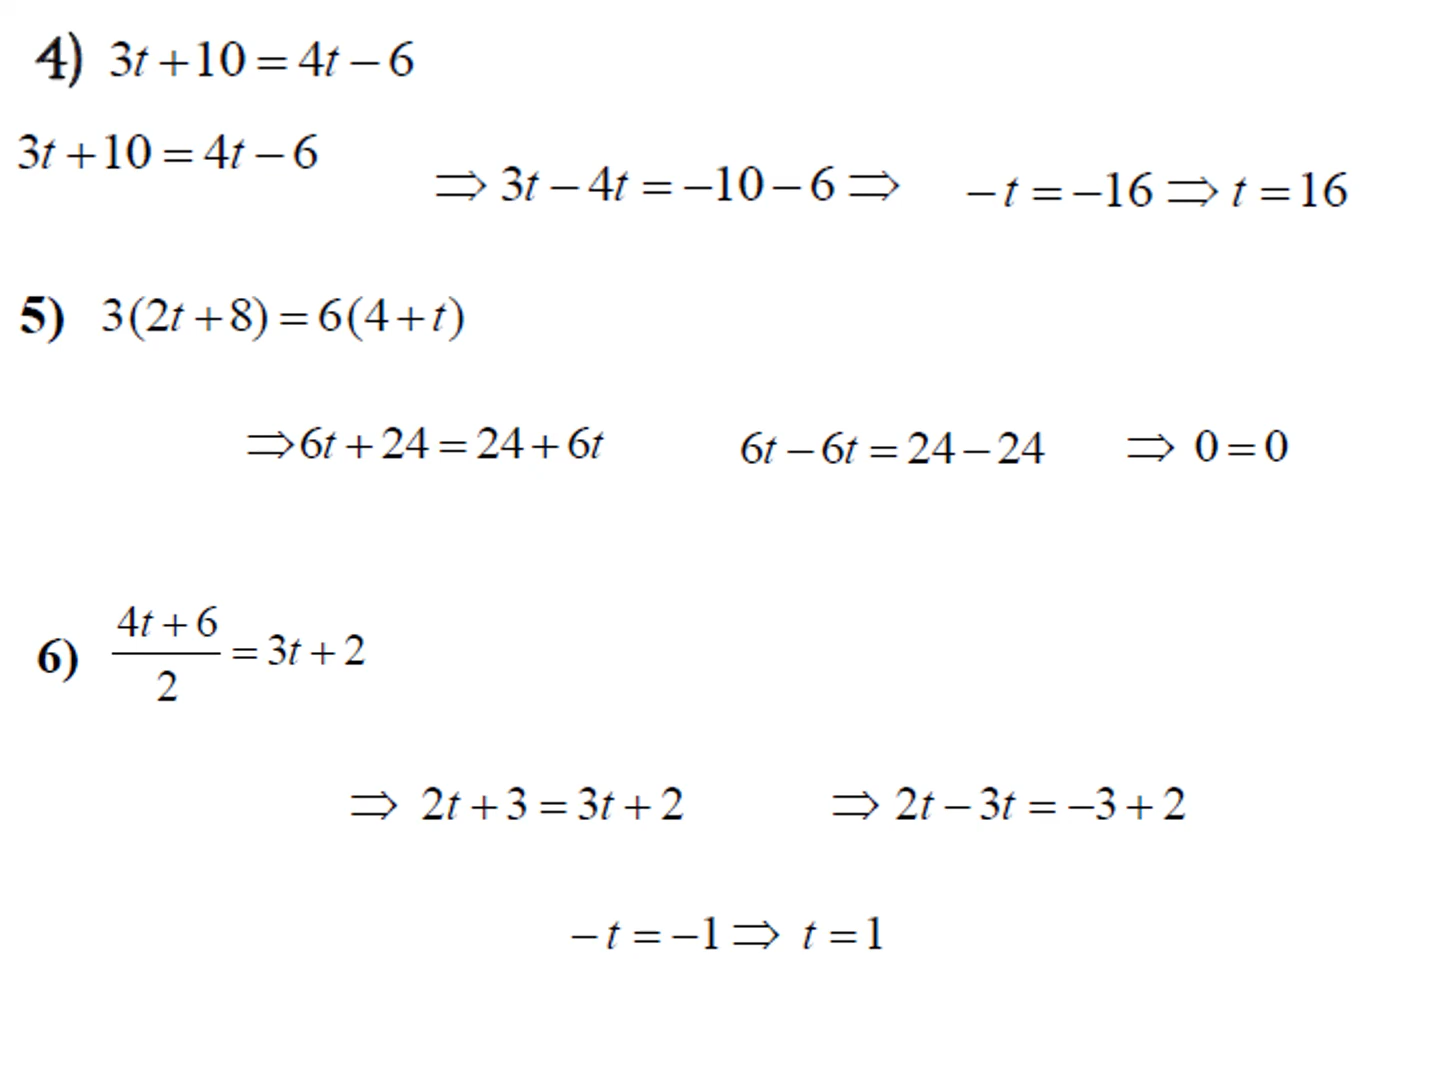 4) 3t + 10 = 4t − 6
3t + 10 = 4t − 6 ⇒ 3t − 4t = −10 − 6 ⇒ −t = −16 ⇒ t = 16
5) 3(2t + 8) = 6(4 + t)
⇒ 6t + 24 = 24 + 6t 6t − 6t = 24 − 24 ⇒ 0 = 0
6) \frac{4t + 6}{2} = 3t + 2
⇒ 2t + 3 = 3t + 2 ⇒ 2t − 3t = −3 + 2
−t = −1 ⇒ t = 1